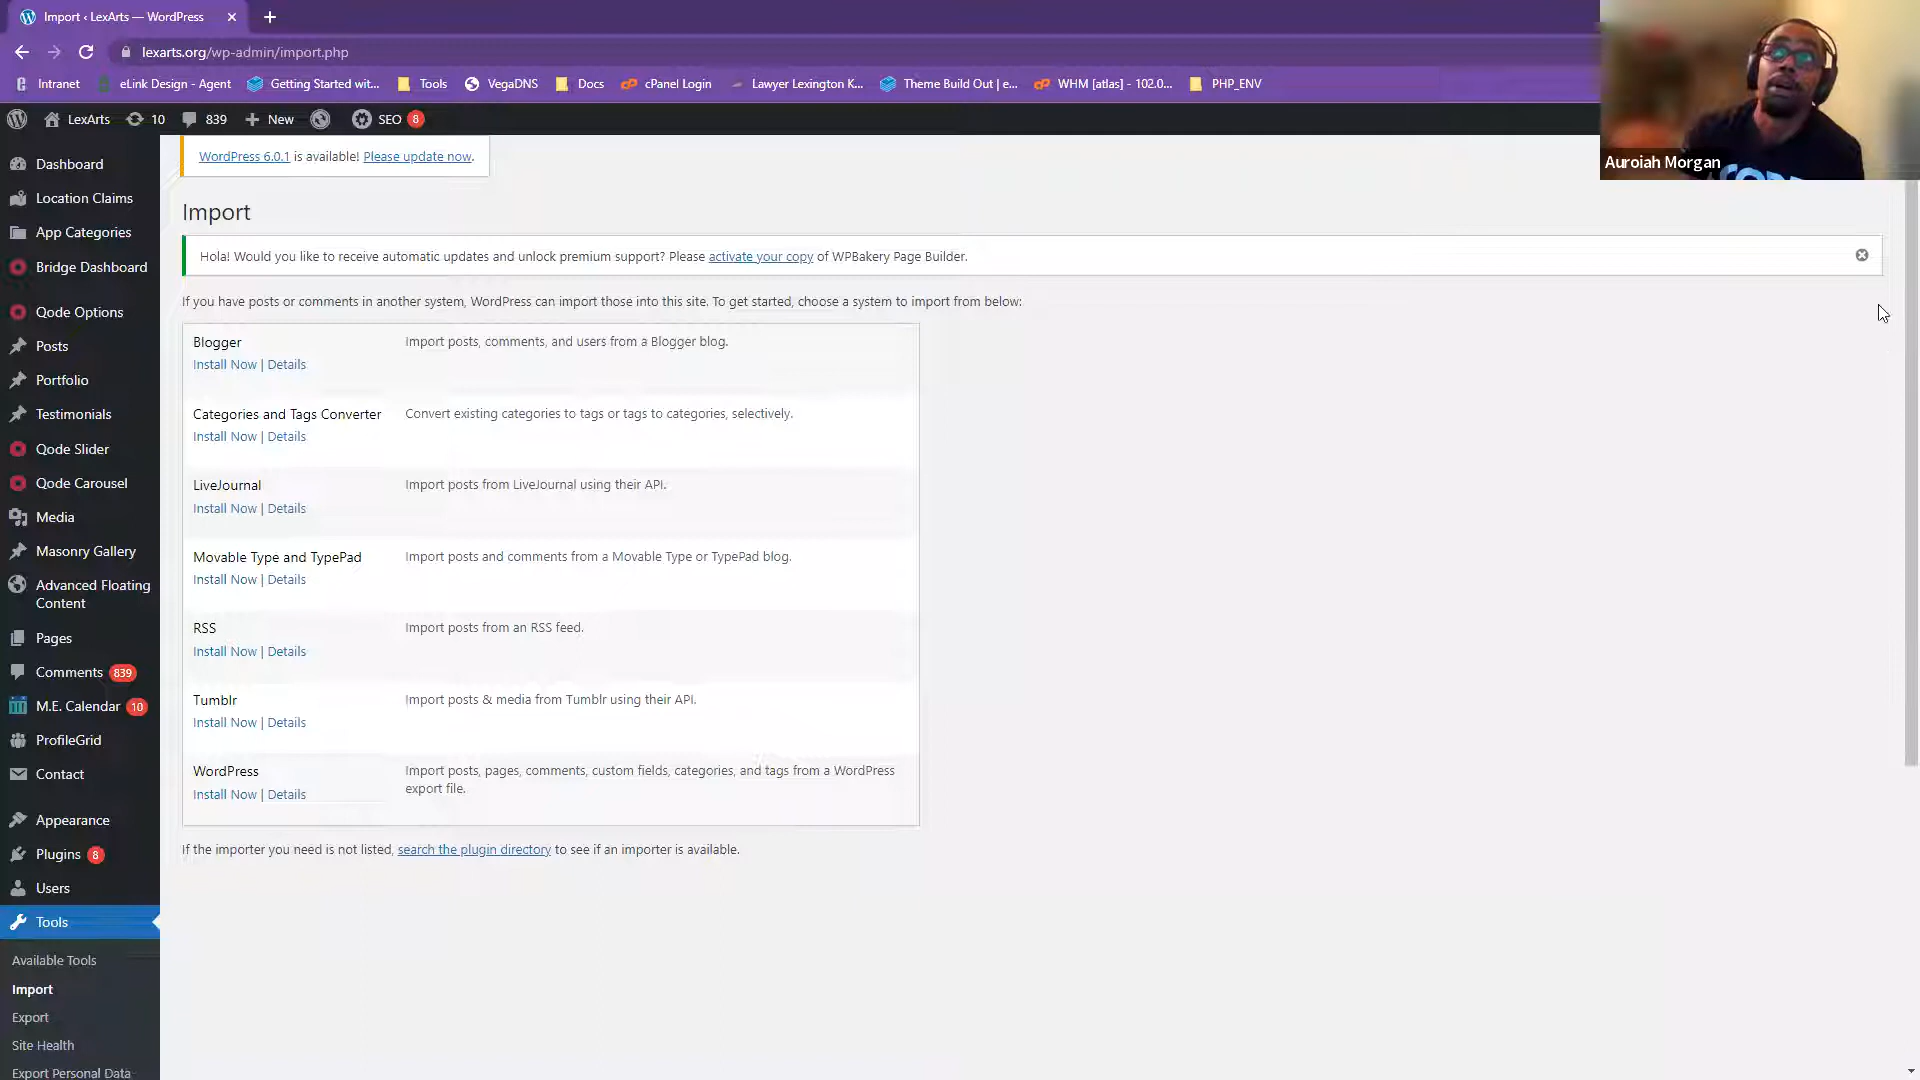 Import ‹ LexArts — WordPress
lexarts.org/wp-admin/import.php
Intranet
eLink Design - Agent
Getting Started wit...
Tools
VegaDNS
Docs
cPanel Login
Lawyer Lexington K...
Theme Build Out | e...
WHM [atlas] - 102.0...
PHP_ENV
LexArts
10
839
New
SEO 8
Auroiah Morgan
Dashboard
Location Claims
App Categories
Bridge Dashboard
Qode Options
Posts
Portfolio
Testimonials
Qode Slider
Qode Carousel
Media
Masonry Gallery
Advanced Floating
Content
Pages
Comments 839
M.E. Calendar 10
ProfileGrid
Contact
Appearance
Plugins 8
Users
Tools
Available Tools
Import
Export
Site Health
Export Personal Data
WordPress 6.0.1 is available! Please update now.
Import
Hola! Would you like to receive automatic updates and unlock premium support? Please activate your copy of WPBakery Page Builder.
If you have posts or comments in another system, WordPress can import those into this site. To get started, choose a system to import from below:
Blogger
Install Now | Details
Import posts, comments, and users from a Blogger blog.
Categories and Tags Converter
Install Now | Details
Convert existing categories to tags or tags to categories, selectively.
LiveJournal
Install Now | Details
Import posts from LiveJournal using their API.
Movable Type and TypePad
Install Now | Details
Import posts and comments from a Movable Type or TypePad blog.
RSS
Install Now | Details
Import posts from an RSS feed.
Tumblr
Install Now | Details
Import posts & media from Tumblr using their API.
WordPress
Install Now | Details
Import posts, pages, comments, custom fields, categories, and tags from a WordPress
export file.
If the importer you need is not listed, search the plugin directory to see if an importer is available.